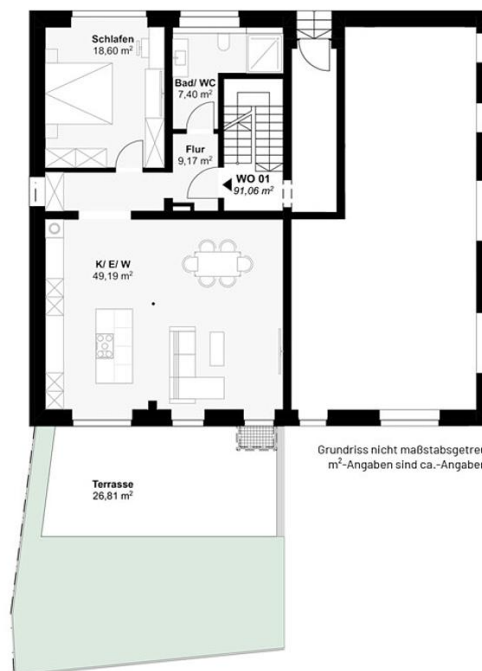 Schlafen
18,60 m²
Bad/ WC
7,40 m²
Flur
9,17 m²
WO 01
91,06 m²
K/ E/ W
49,19 m²
Grundriss nicht maßstabsgetreu
m²-Angaben sind ca.-Angaben
Terrasse
26,81 m²